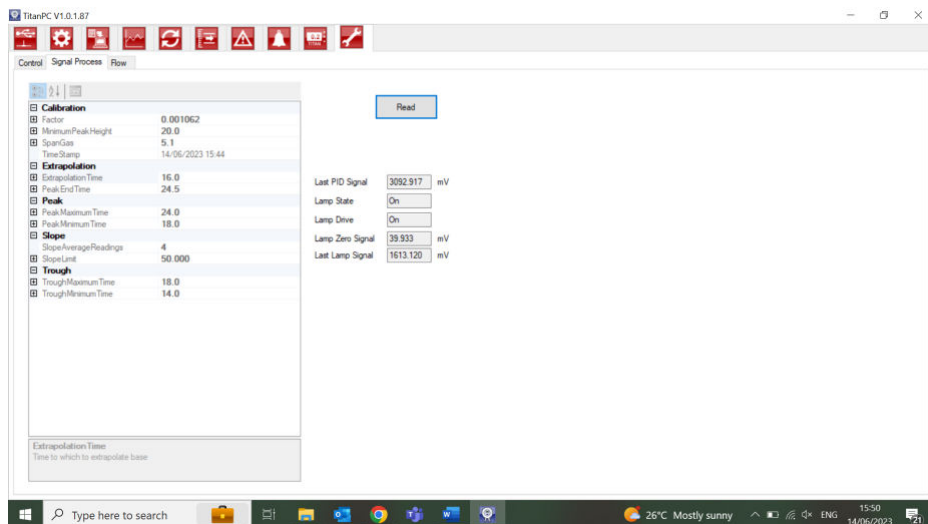 TitanPC V1.0.1.87
Control Signal Process Flow
Calibration
Factor 0.001062
MinimumPeakHeight 20.0
SpanGas 5.1
TimeStamp 14/06/2023 15:44
Extrapolation
ExtrapolationTime 16.0
PeakEndTime 24.5
Peak
PeakMaximumTime 24.0
PeakMinimumTime 18.0
Slope
SlopeAverageReadings 4
SlopeLimit 50.000
Trough
TroughMaximumTime 18.0
TroughMinimumTime 14.0
ExtrapolationTime
Time to which to extrapolate base
Read
Last PID Signal 3092.917 mV
Lamp State On
Lamp Drive On
Lamp Zero Signal 39.933 mV
Last Lamp Signal 1613.120 mV
Type here to search
26°C Mostly sunny
ENG
15:50
14/06/2023
21